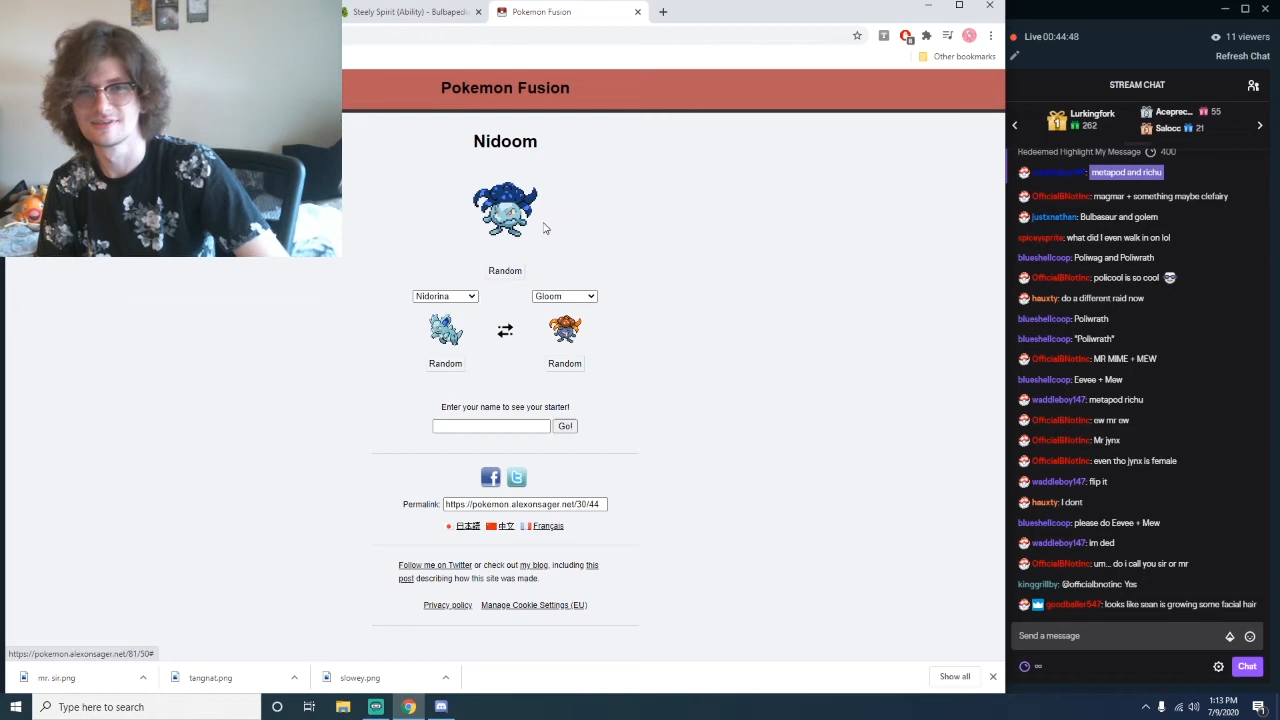 Steely Spirit (Ability) - Bulbapedi
Pokemon Fusion
Other bookmarks
Pokemon Fusion
Nidoom
Random
Nidorina
Gloom
Random
Random
Enter your name to see your starter!
Go!
Permalink: https://pokemon.alexonsager.net/30/44
日本語 中文 Français
Follow me on Twitter or check out my blog, including this
post describing how this site was made.
Privacy policy Manage Cookie Settings (EU)
https://pokemon.alexonsager.net/81/50#
mr. sir.png
tangnat.png
slowey.png
Show all
Type here to search
1:13 PM
7/9/2020
Live 00:44:48
11 viewers
Refresh Chat
STREAM CHAT
Lurkingfork
262
Aceprec... 55
Salocc 21
Redeemed Highlight My Message 400
metapod and richu
OfficialBNotInc: magmar + something maybe clefairy
justxnathan: Bulbasaur and golem
spiceysprite: what did I even walk in on lol
blueshellcoop: Poliwag and Poliwrath
OfficialBNotInc: policool is so cool
hauxty: do a different raid now
blueshellcoop: Poliwrath
blueshellcoop: "Poliwrath"
OfficialBNotInc: MR MIME + MEW
blueshellcoop: Eevee + Mew
waddleboy147: metapod richu
OfficialBNotInc: ew mr ew
OfficialBNotInc: Mr jynx
OfficialBNotInc: even tho jynx is female
waddleboy147: flip it
hauxty: I dont
blueshellcoop: please do Eevee + Mew
waddleboy147: im ded
OfficialBNotInc: um... do i call you sir or mr
kinggrillby: @officialbnotinc Yes
goodballer547: looks like sean is growing some facial hair
Send a message
Chat